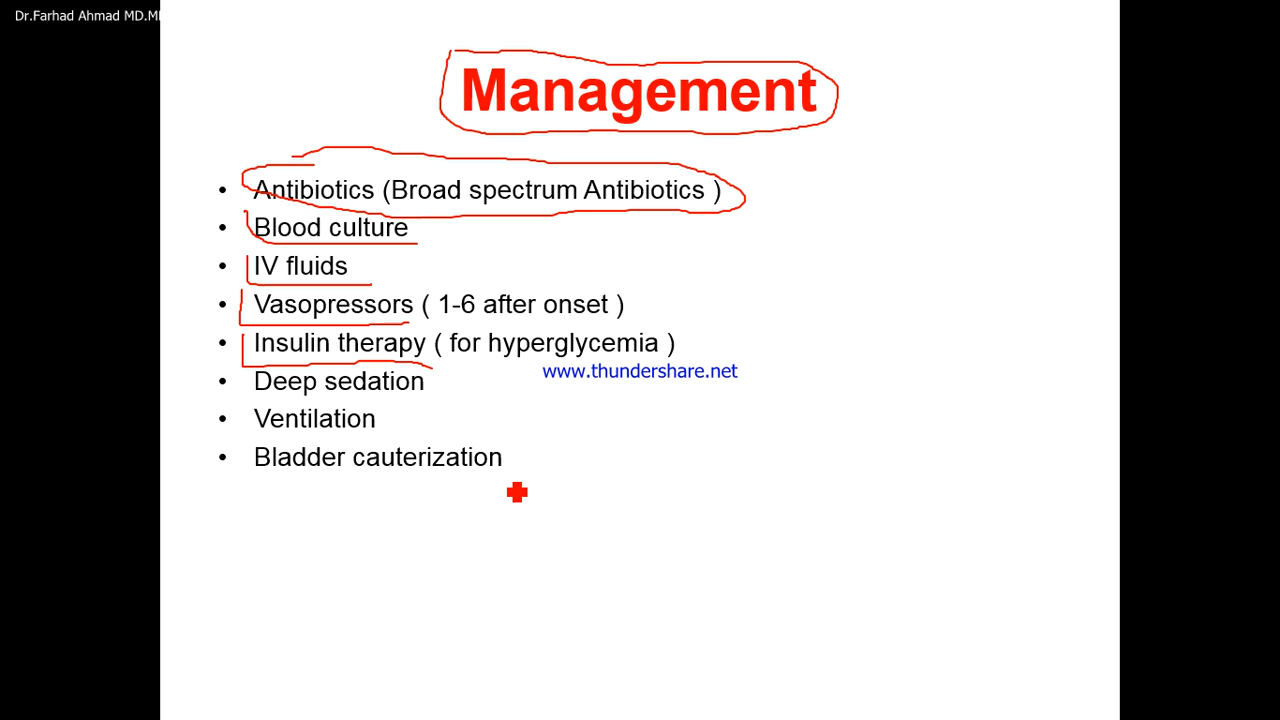 Dr.Farhad Ahmad MD.
Management
• Antibiotics (Broad spectrum Antibiotics )
• Blood culture
• IV fluids
• Vasopressors ( 1-6 after onset )
• Insulin therapy ( for hyperglycemia )
www.thundershare.net
• Deep sedation
• Ventilation
• Bladder cauterization